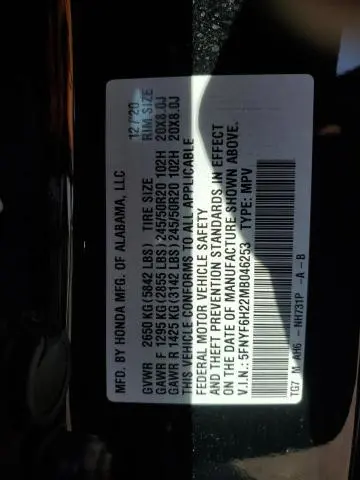 MFD. BY HONDA MFG. OF ALABAMA, LLC 12/20
GVWR 2650 KG (5842 LBS) TIRE SIZE RIM SIZE
GAWR F 1295 KG (2855 LBS) 245/50R20 102H 20X8.0J
GAWR R 1425 KG (3142 LBS) 245/50R20 102H 20X8.0J
THIS VEHICLE CONFORMS TO ALL APPLICABLE
FEDERAL MOTOR VEHICLE SAFETY
AND THEFT PREVENTION STANDARDS IN EFFECT
ON THE DATE OF MANUFACTURE SHOWN ABOVE.
V.I.N.: 5FNYF6H22MB046253 TYPE: MPV
TG7 M AH6 -NH731P -A-B